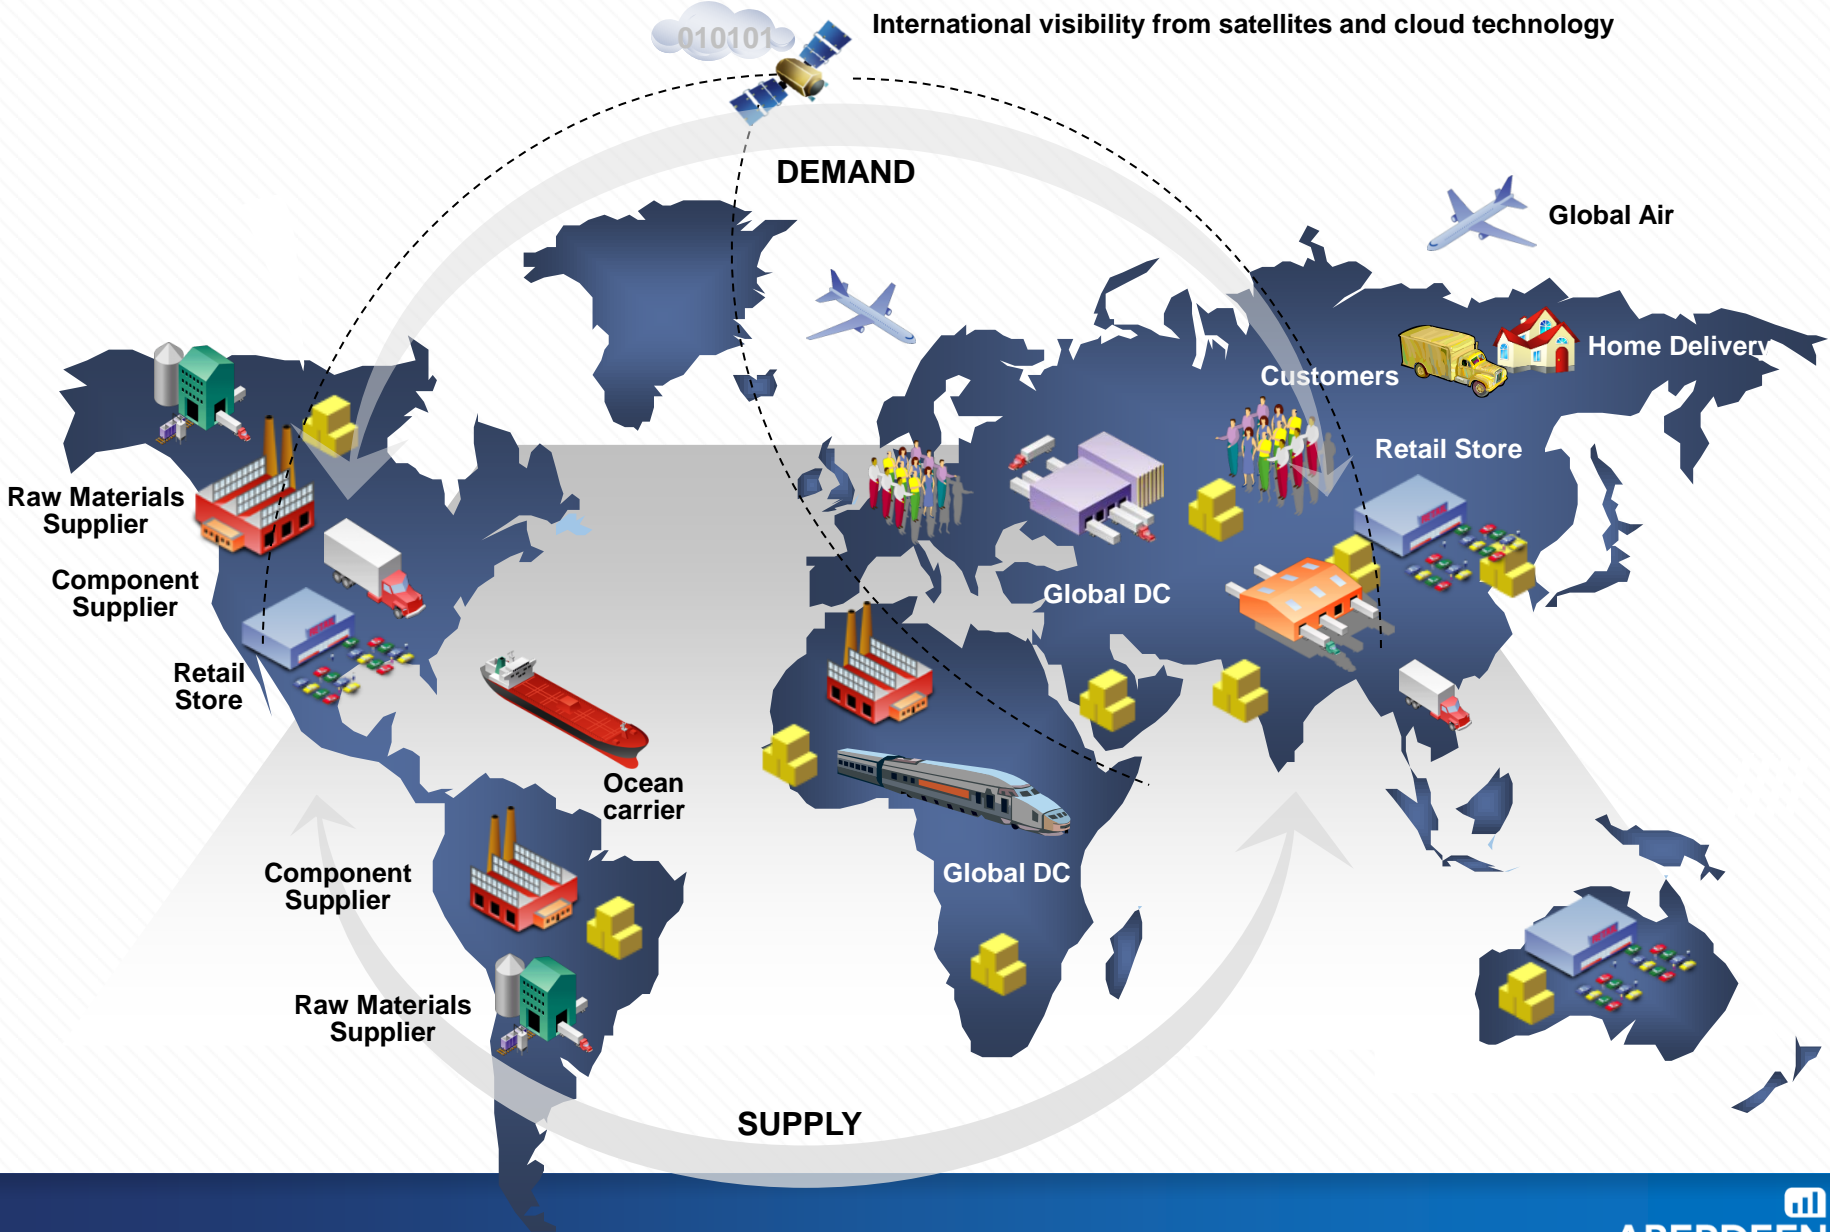 010101
International visibility from satellites and cloud technology
DEMAND
Global Air
Home Delivery
Customers
Retail Store
Raw Materials
Supplier
Component
Supplier
Global DC
Retail
Store
Ocean
carrier
Component
Supplier
Global DC
Raw Materials
Supplier
SUPPLY
ABERDEEN